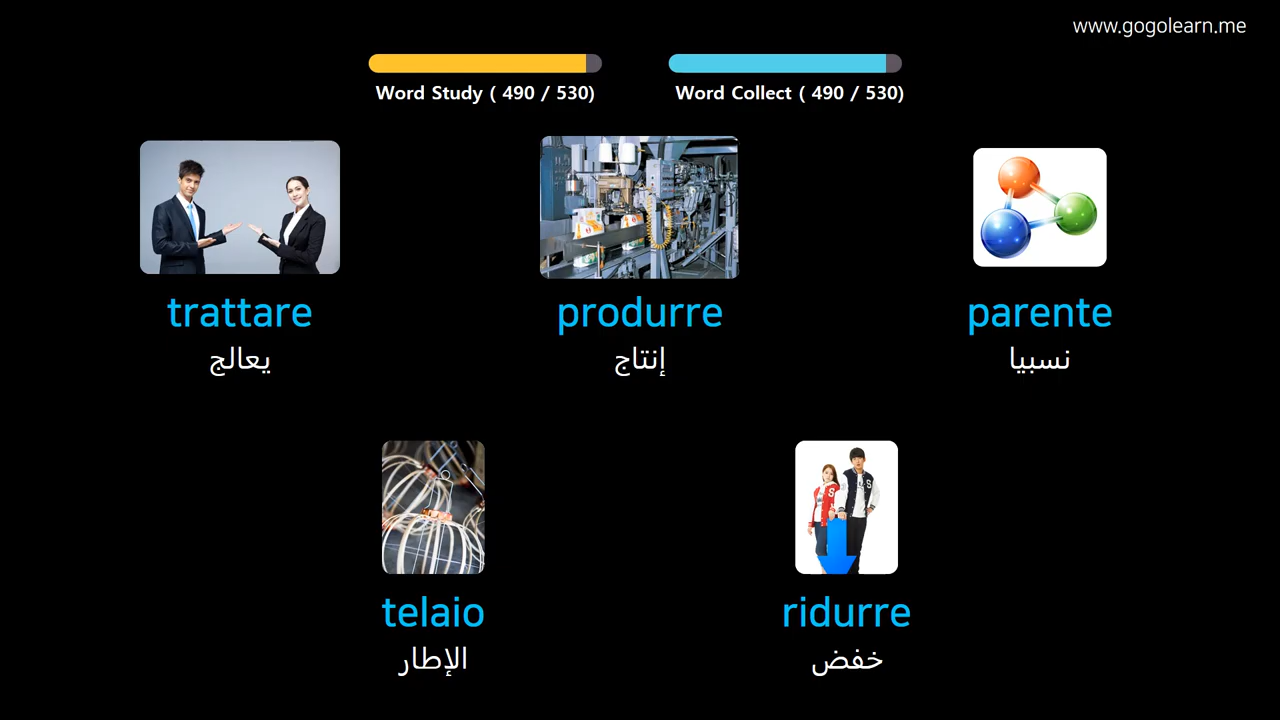 www.gogolearn.me
Word Study ( 490 / 530)
Word Collect ( 490 / 530)
trattare
يعالج
produrre
إنتاج
parente
نسبيا
telaio
الإطار
ridurre
خفض